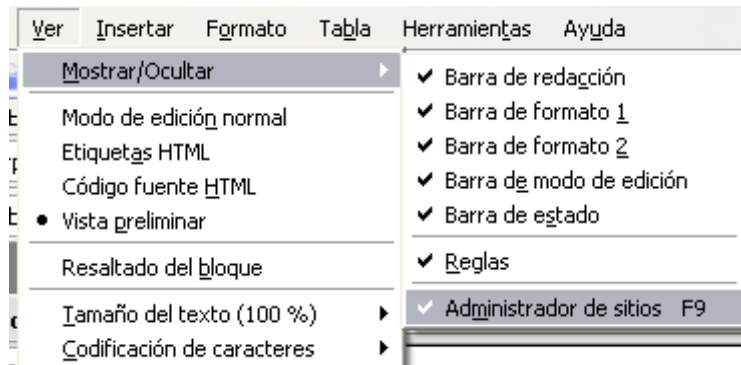 Ver Insertar Formato Tabla Herramientas Ayuda
Mostrar/Ocultar
Modo de edición normal
Etiquetas HTML
Código fuente HTML
Vista preliminar
Resaltado del bloque
Tamaño del texto (100 %)
Codificación de caracteres
Barra de redacción
Barra de formato 1
Barra de formato 2
Barra de modo de edición
Barra de estado
Reglas
Administrador de sitios F9